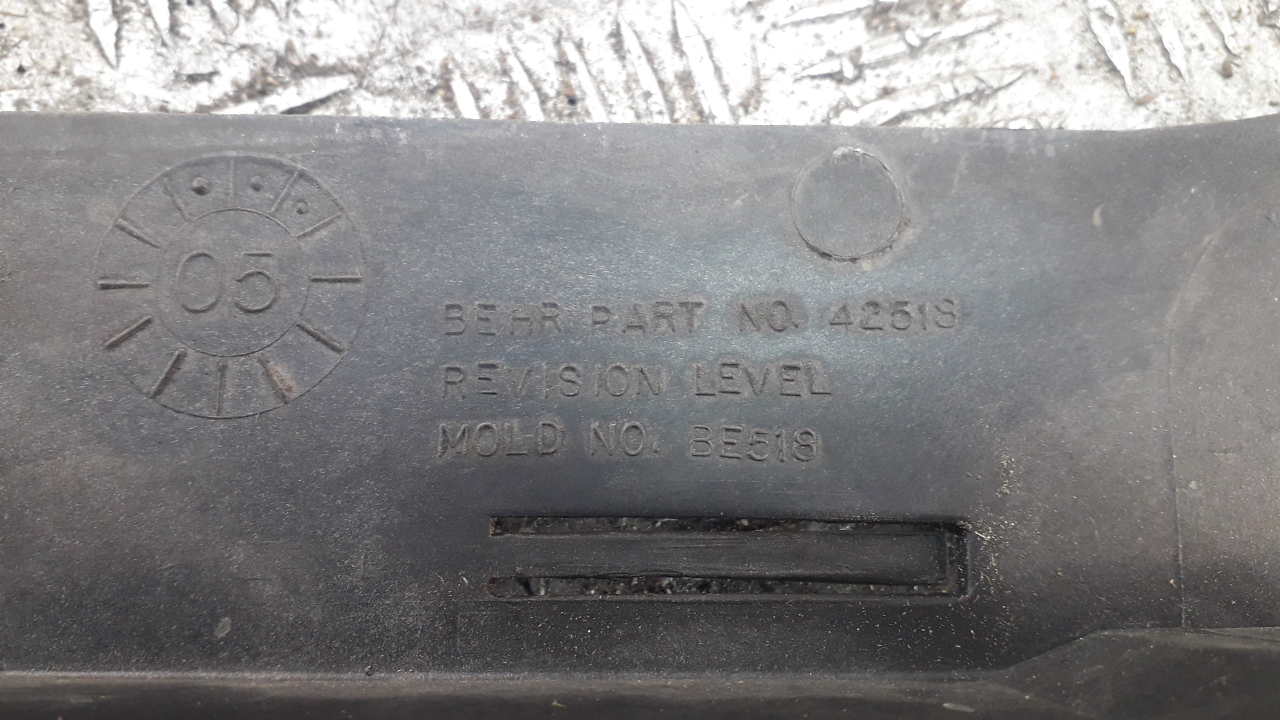 05
BEHR PART NO. 42518
REVISION LEVEL
MOLD NO. BE518